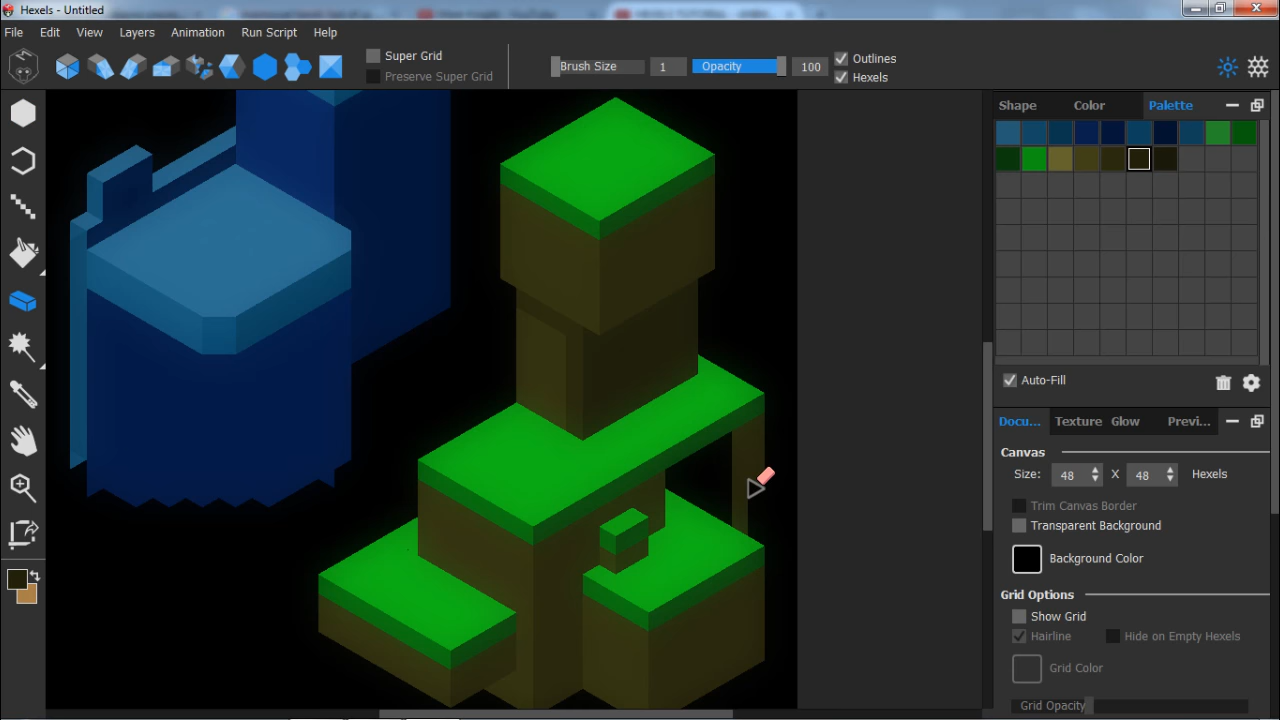 Hexels - Untitled
File Edit View Layers Animation Run Script Help
Super Grid
Preserve Super Grid
Brush Size 1 Opacity 100
Outlines
Hexels
Shape Color Palette
Auto-Fill
Docu... Texture Glow Previ...
Canvas
Size: 48 X 48 Hexels
Trim Canvas Border
Transparent Background
Background Color
Grid Options
Show Grid
Hairline Hide on Empty Hexels
Grid Color
Grid Opacity